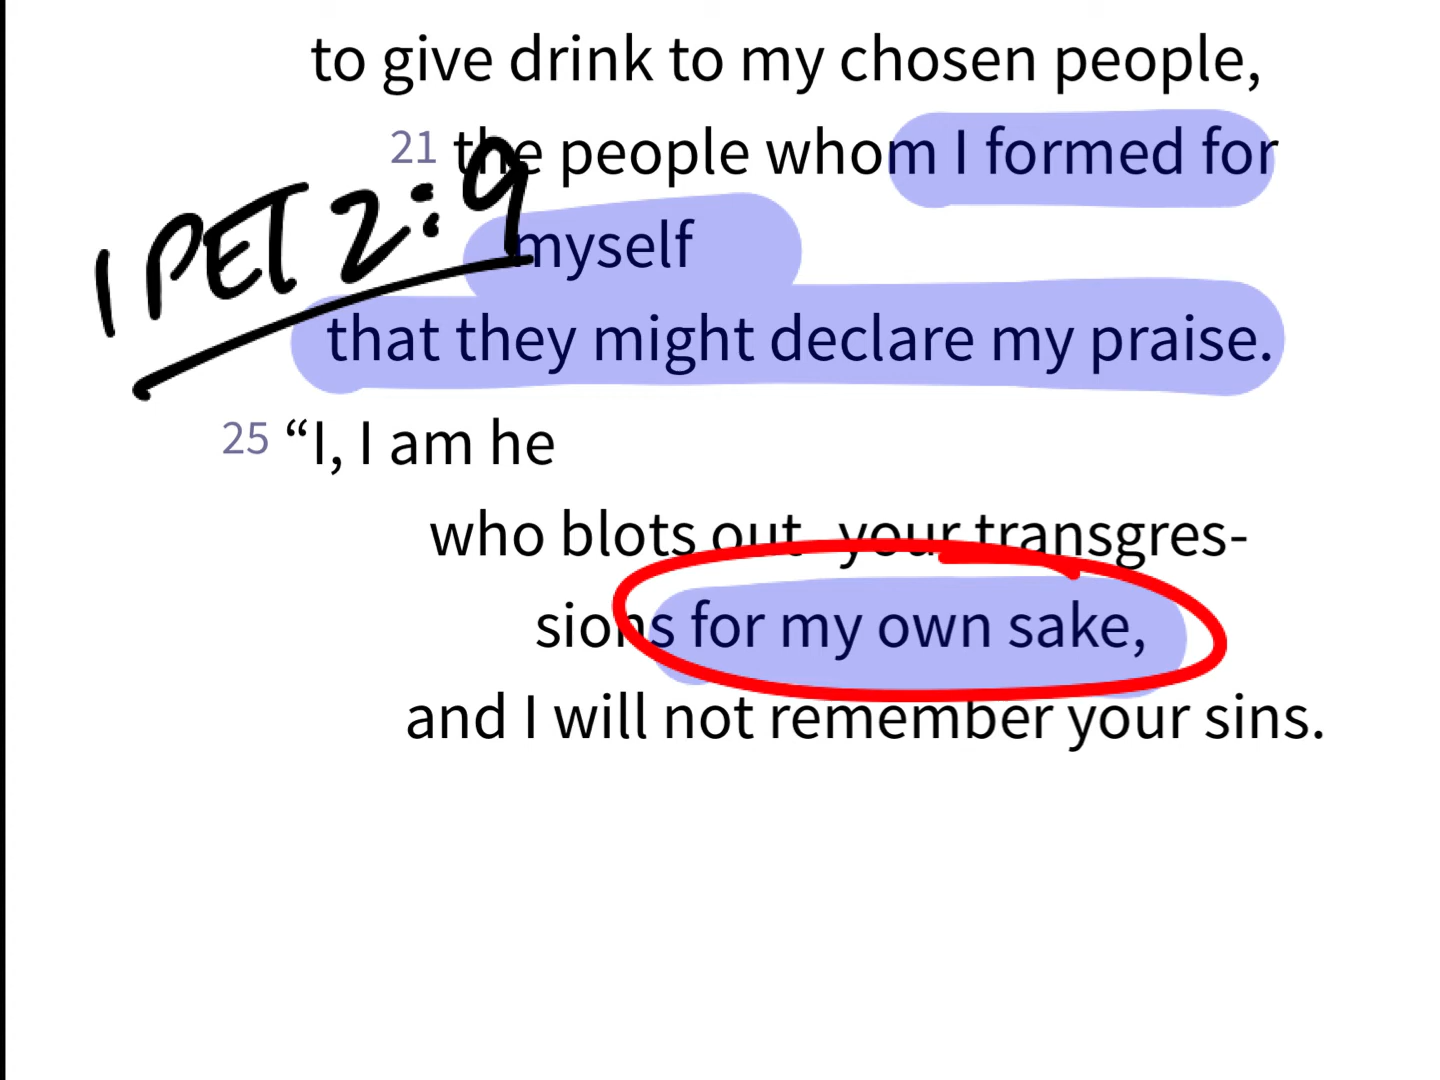 to give drink to my chosen people,
21 the people whom I formed for
myself
1 PET 2:9
that they might declare my praise.
25 “I, I am he
who blots out your transgres-
sions for my own sake,
and I will not remember your sins.